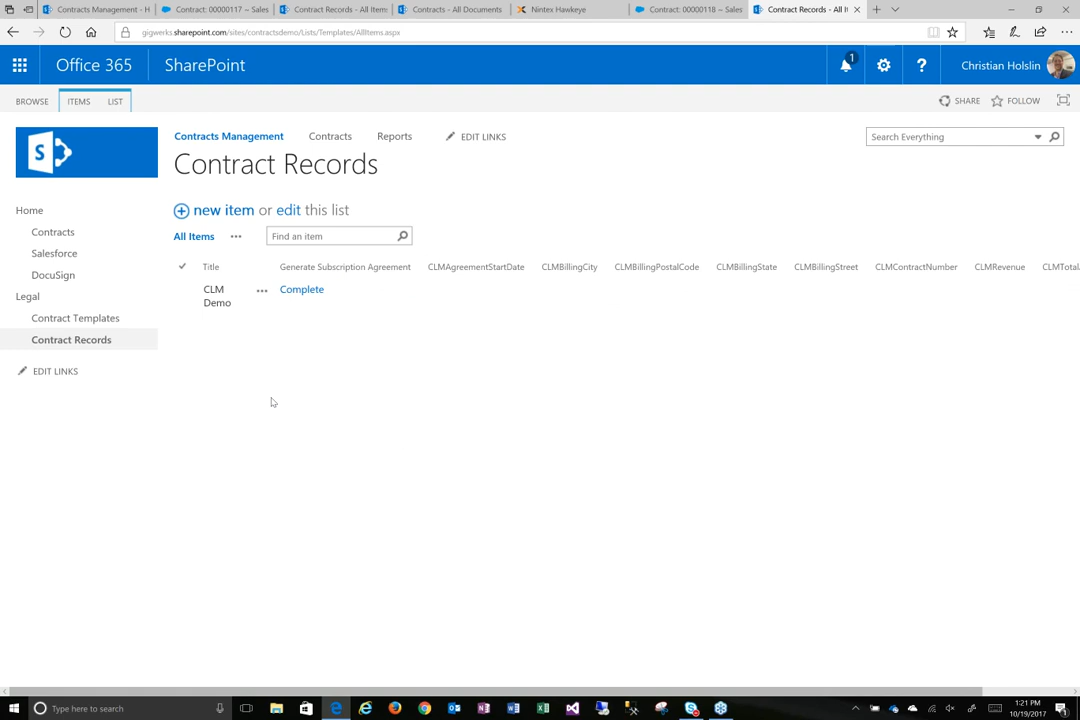 Contracts Management - H
Contract: 00000117 ~ Sales
Contract Records - All Item
Contracts - All Documents
Nintex Hawkeye
Contract: 00000118 ~ Sales
Contract Records - All It
gigwerks.sharepoint.com/sites/contractsdemo/Lists/Templates/AllItems.aspx
Office 365
SharePoint
1
?
Christian Holslin
BROWSE
ITEMS
LIST
SHARE
FOLLOW
S
Contracts Management
Contracts
Reports
EDIT LINKS
Search Everything
Contract Records
new item or edit this list
All Items
Find an item
Title
Generate Subscription Agreement
CLMAgreementStartDate
CLMBillingCity
CLMBillingPostalCode
CLMBillingState
CLMBillingStreet
CLMContractNumber
CLMRevenue
CLMTotal
CLM
Demo
Complete
Home
Contracts
Salesforce
DocuSign
Legal
Contract Templates
Contract Records
EDIT LINKS
Type here to search
1:21 PM
10/19/2017